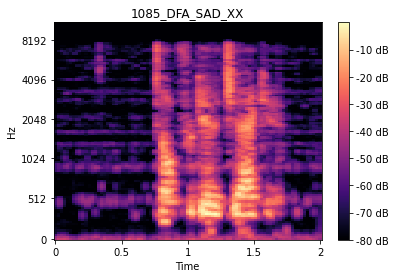 1085_DFA_SAD_XX
8192
4096
2048
1024
512
0
Hz
0
0.5
1
1.5
2
Time
-10 dB
-20 dB
-30 dB
-40 dB
-50 dB
-60 dB
-70 dB
-80 dB